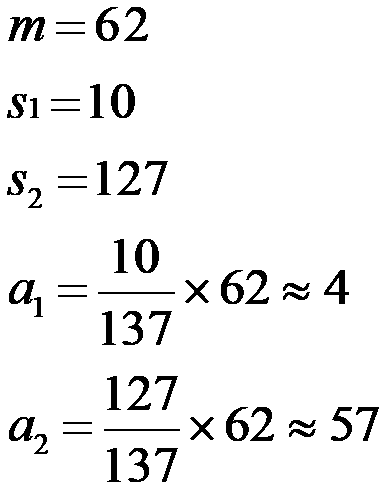 m = 62
s1 = 10
s₂ = 127
a₁ = 10/137 × 62 ≈ 4
a₂ = 127/137 × 62 ≈ 57